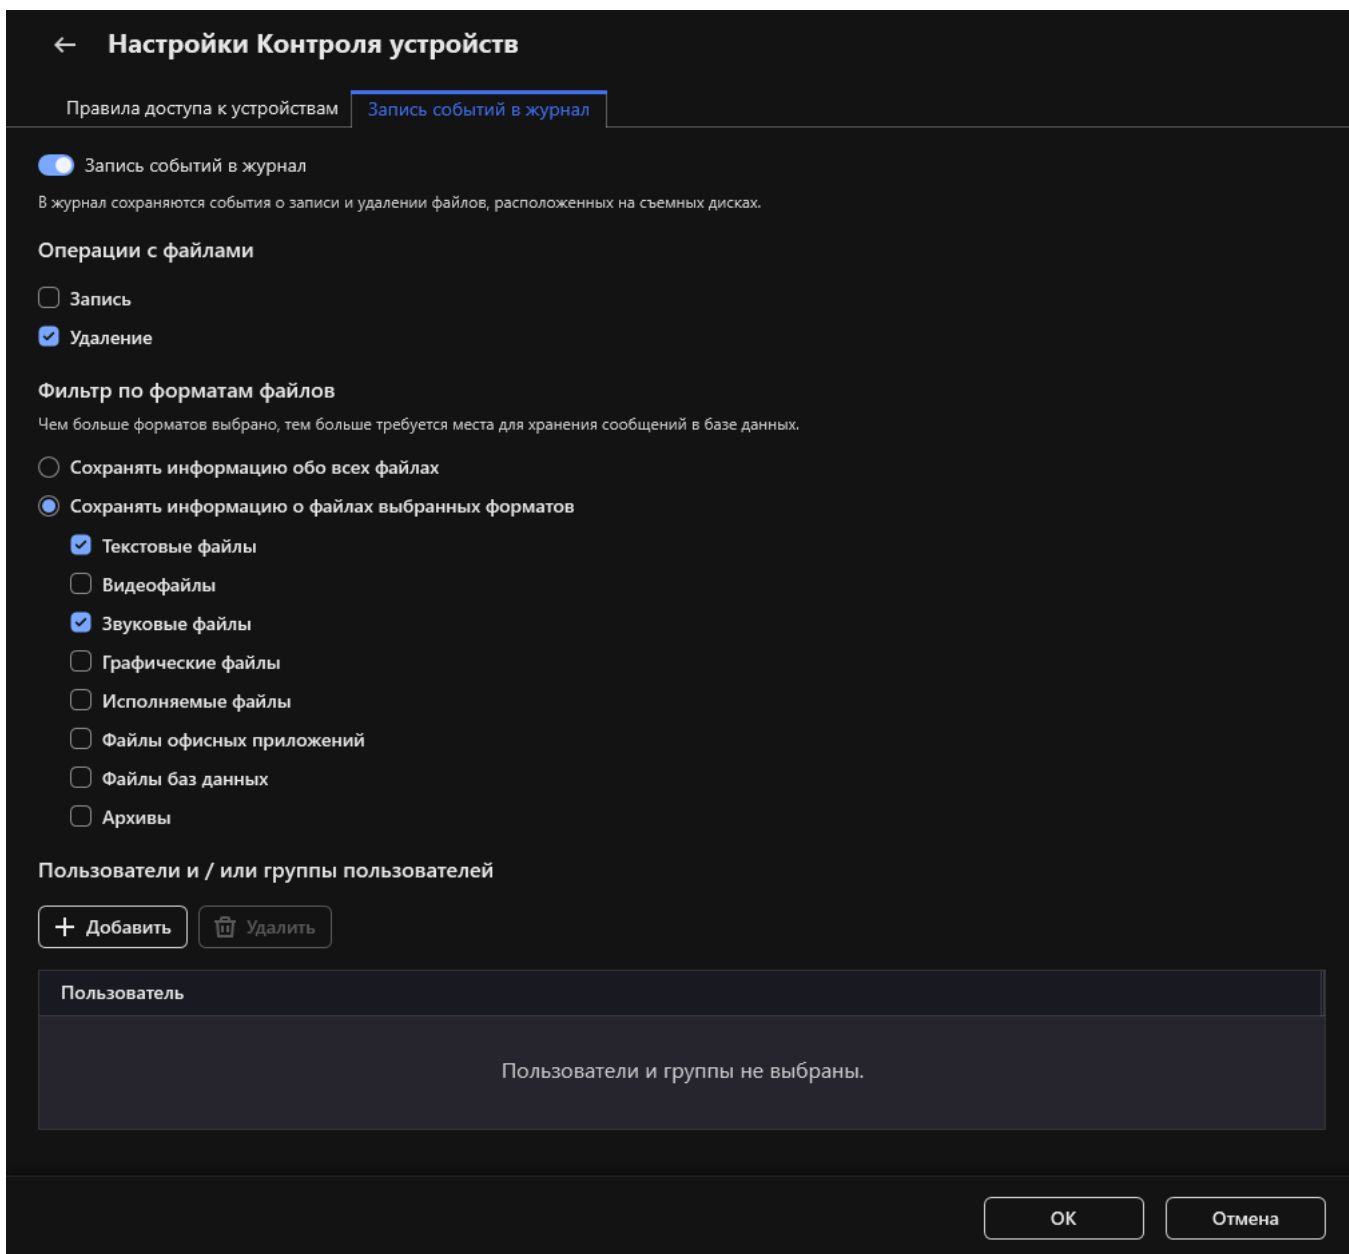 Настройки Контроля устройств
Правила доступа к устройствам
Запись событий в журнал
Запись событий в журнал
В журнал сохраняются события о записи и удалении файлов, расположенных на съемных дисках.
Операции с файлами
Запись
Удаление
Фильтр по форматам файлов
Чем больше форматов выбрано, тем больше требуется места для хранения сообщений в базе данных.
Сохранять информацию обо всех файлах
Сохранять информацию о файлах выбранных форматов
Текстовые файлы
Видеофайлы
Звуковые файлы
Графические файлы
Исполняемые файлы
Файлы офисных приложений
Файлы баз данных
Архивы
Пользователи и / или группы пользователей
Добавить
Удалить
Пользователь
Пользователи и группы не выбраны.
ОК
Отмена